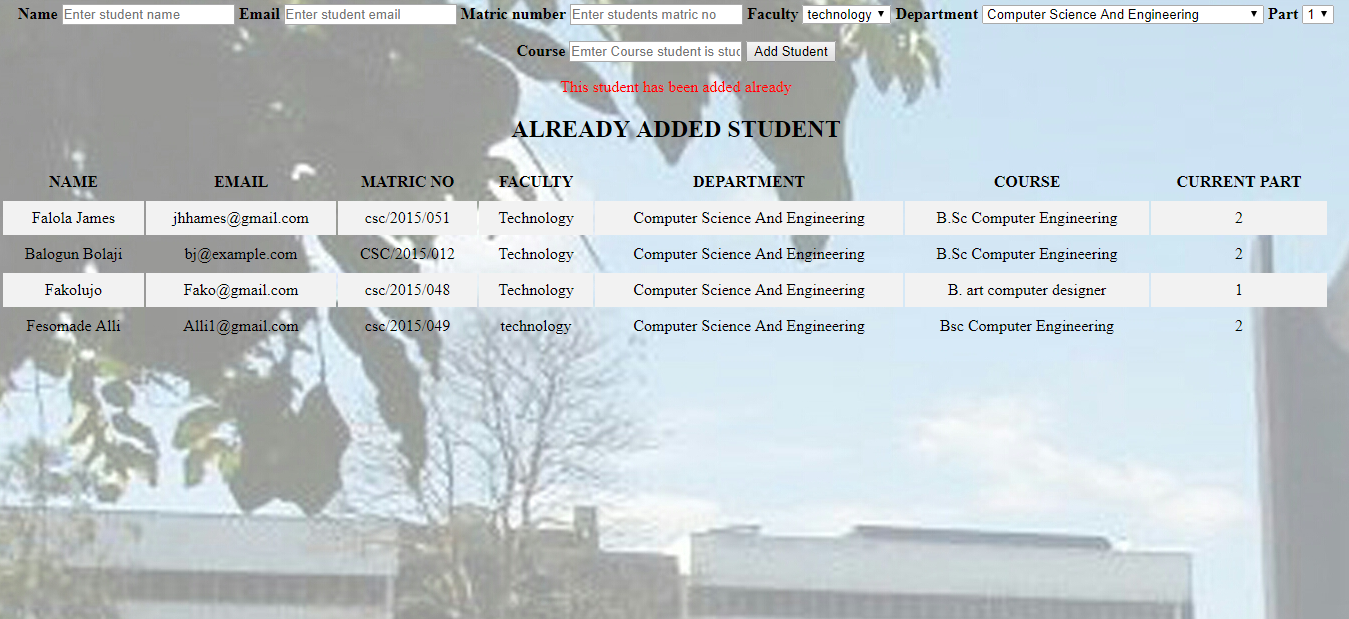 Name Enter student name Email Enter student email Matric number Enter students matric no Faculty technology Department Computer Science And Engineering Part 1
Course Emter Course student is stud Add Student
This student has been added already
ALREADY ADDED STUDENT
NAME EMAIL MATRIC NO FACULTY DEPARTMENT COURSE CURRENT PART
Falola James jhhames@gmail.com csc/2015/051 Technology Computer Science And Engineering B.Sc Computer Engineering 2
Balogun Bolaji bj@example.com CSC/2015/012 Technology Computer Science And Engineering B.Sc Computer Engineering 2
Fakolujo Fako@gmail.com csc/2015/048 Technology Computer Science And Engineering B. art computer designer 1
Fesomade Alli Alli1@gmail.com csc/2015/049 technology Computer Science And Engineering Bsc Computer Engineering 2